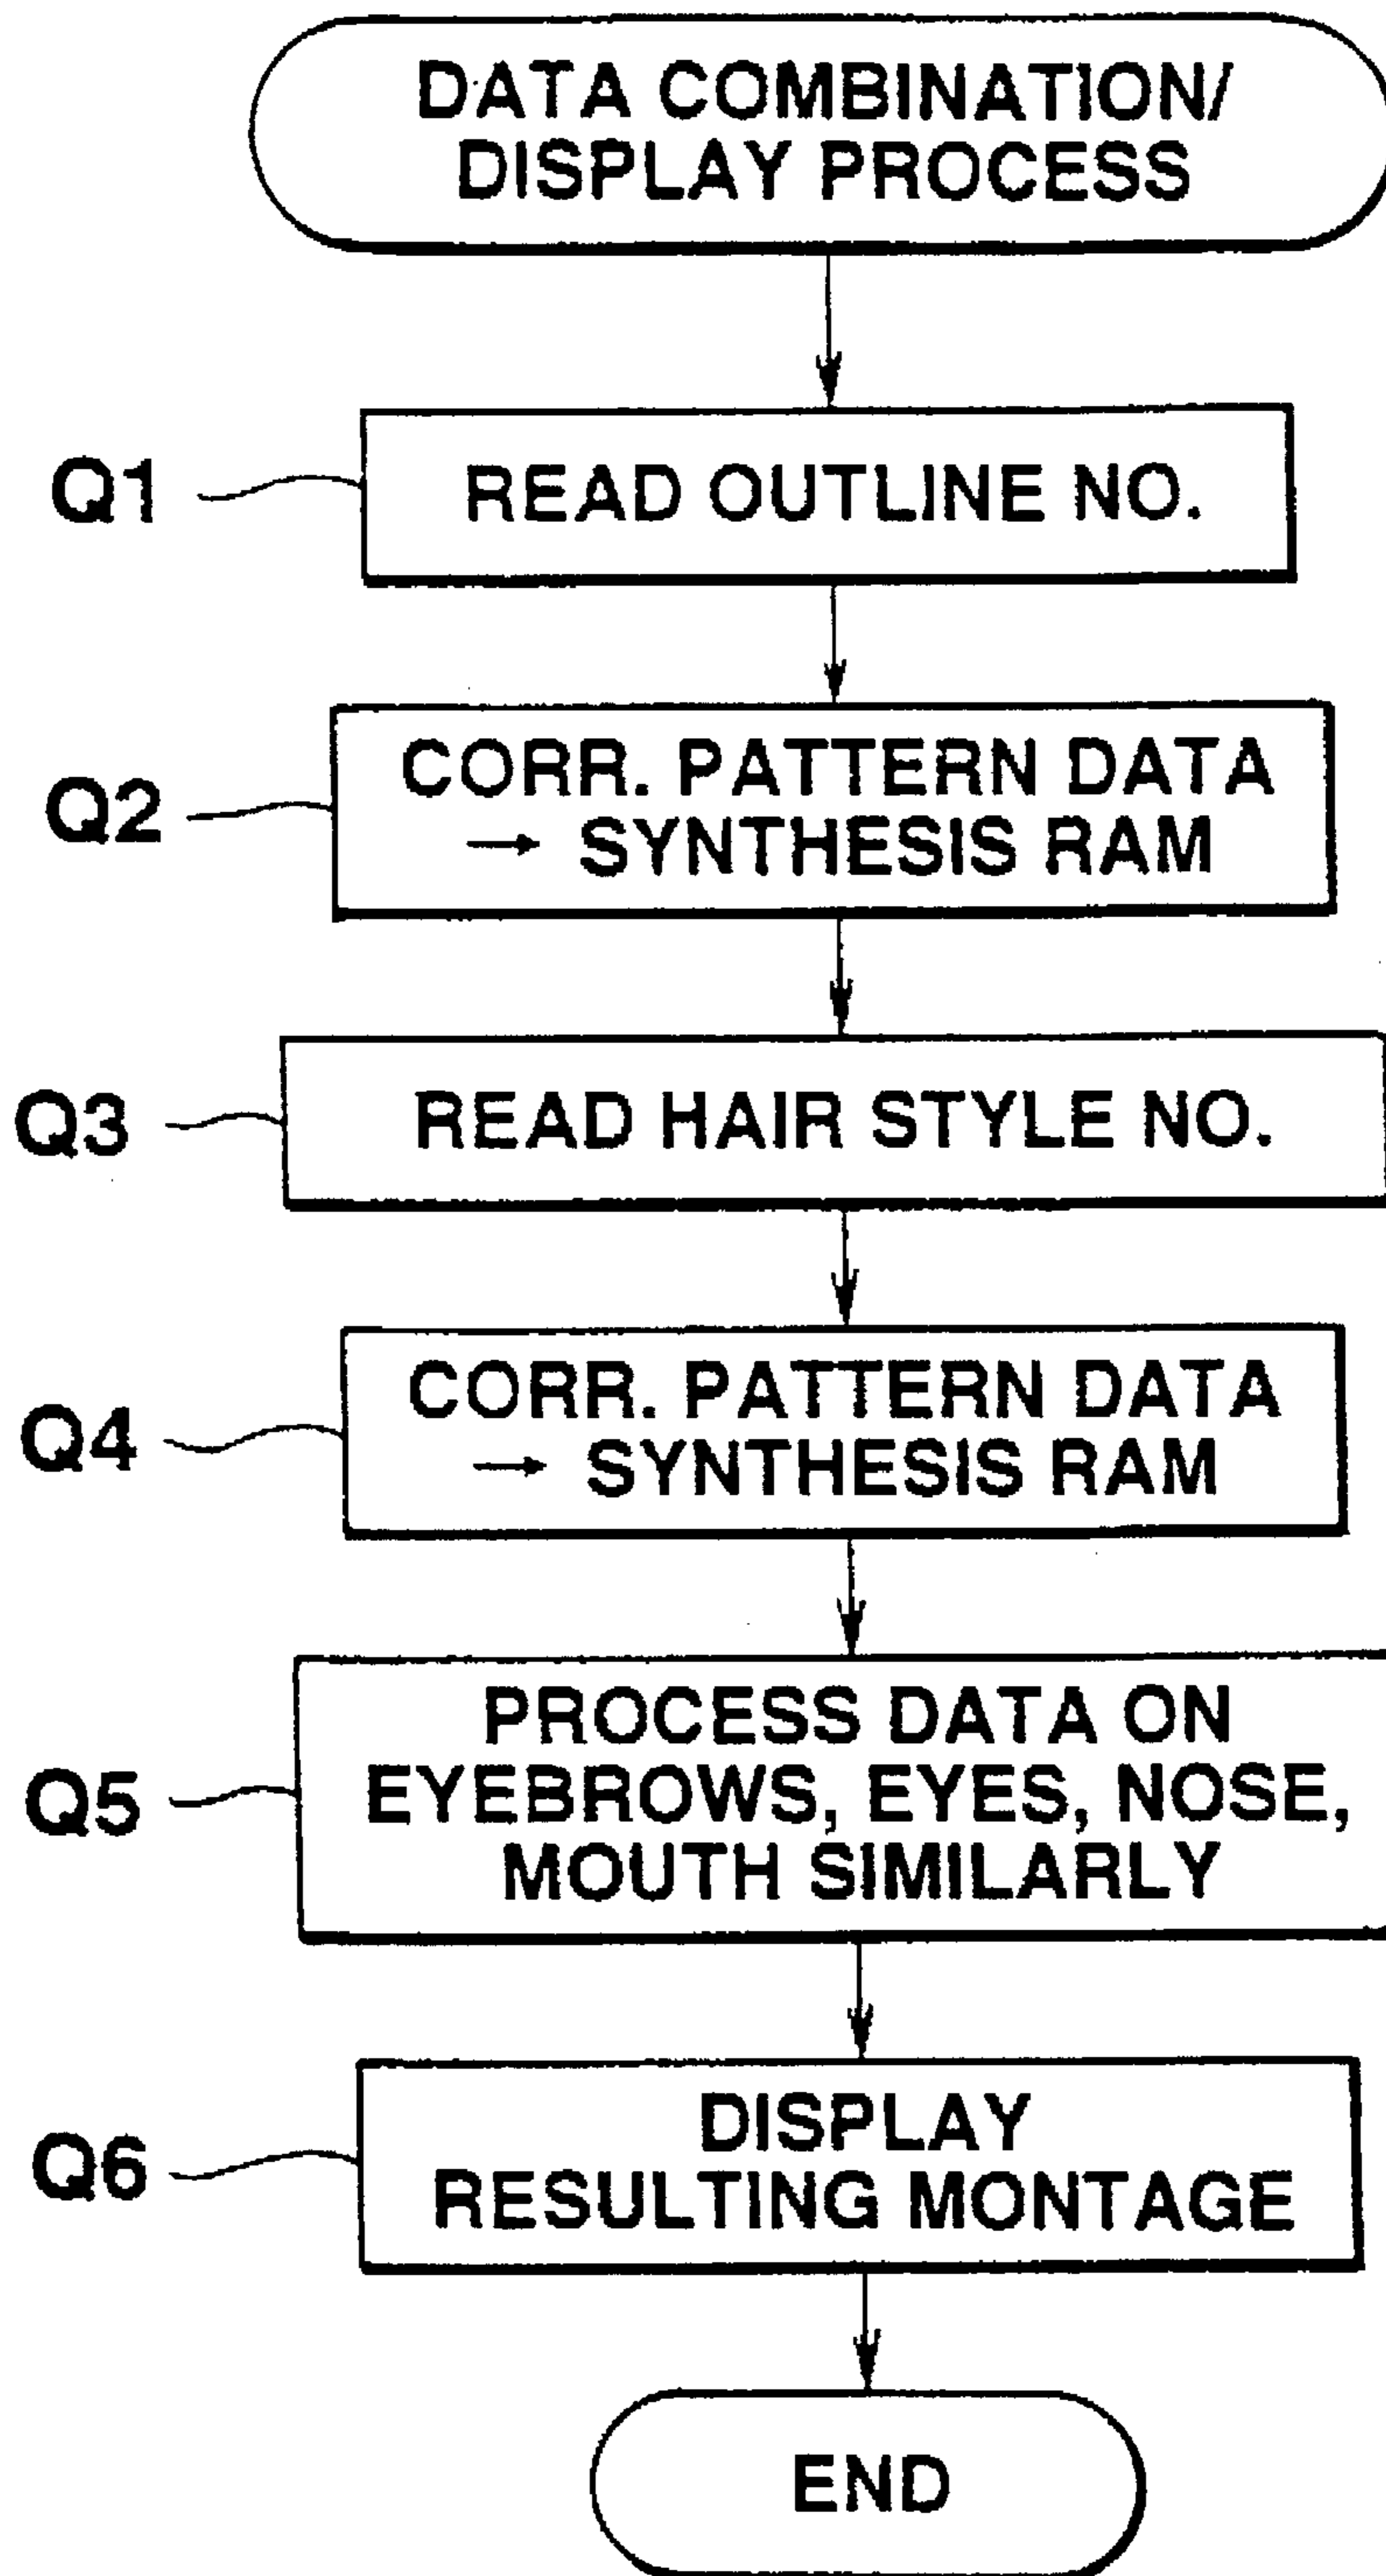 DATA COMBINATION/
DISPLAY PROCESS
Q1
READ OUTLINE NO.
Q2
CORR. PATTERN DATA
→ SYNTHESIS RAM
Q3
READ HAIR STYLE NO.
Q4
CORR. PATTERN DATA
→ SYNTHESIS RAM
Q5
PROCESS DATA ON
EYEBROWS, EYES, NOSE,
MOUTH SIMILARLY
Q6
DISPLAY
RESULTING MONTAGE
END